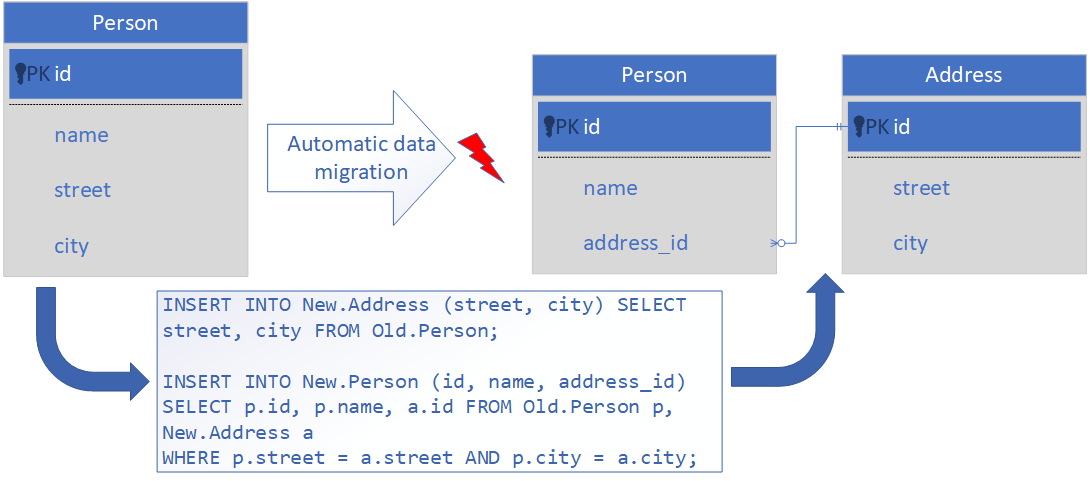 Person
PK id
name
street
city
Automatic data
migration
Person
PK id
name
address_id
Address
PK id
street
city
INSERT INTO New.Address (street, city) SELECT
street, city FROM Old.Person;
INSERT INTO New.Person (id, name, address_id)
SELECT p.id, p.name, a.id FROM Old.Person p,
New.Address a
WHERE p.street = a.street AND p.city = a.city;